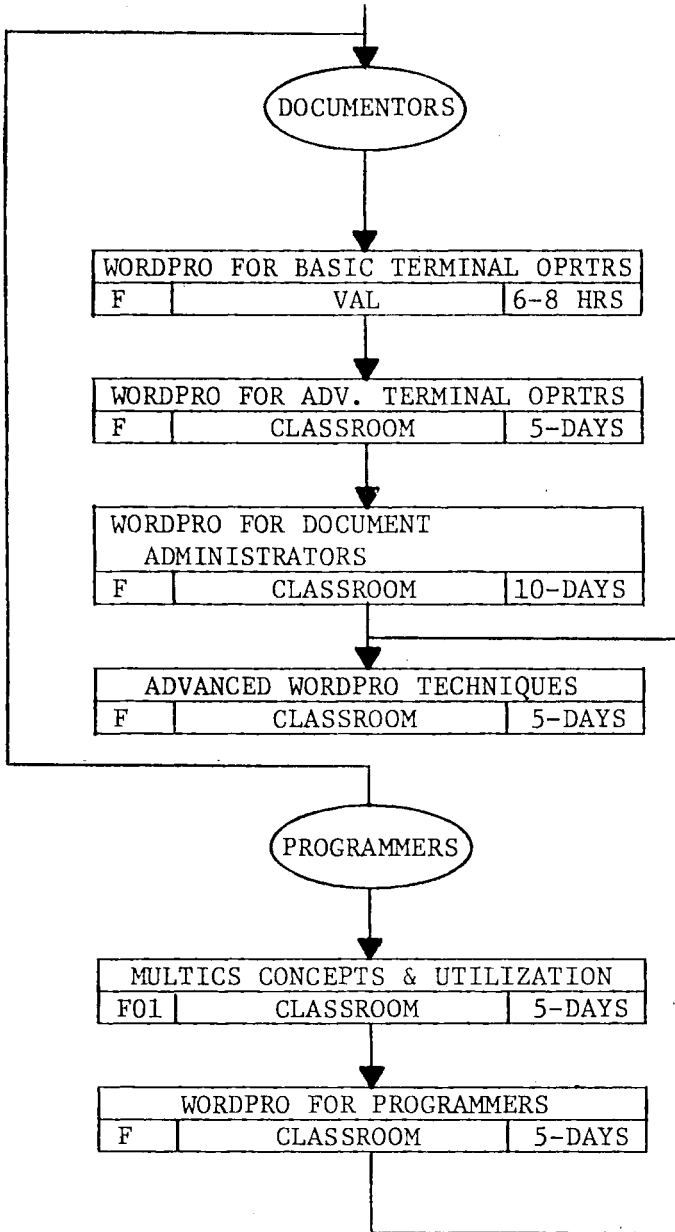 DOCUMENTORS
WORDPRO FOR BASIC TERMINAL OPRTRS
F VAL 6-8 HRS
WORDPRO FOR ADV. TERMINAL OPRTRS
F CLASSROOM 5-DAYS
WORDPRO FOR DOCUMENT
ADMINISTRATORS
F CLASSROOM 10-DAYS
ADVANCED WORDPRO TECHNIQUES
F CLASSROOM 5-DAYS
PROGRAMMERS
MULTICS CONCEPTS & UTILIZATION
F01 CLASSROOM 5-DAYS
WORDPRO FOR PROGRAMMERS
F CLASSROOM 5-DAYS